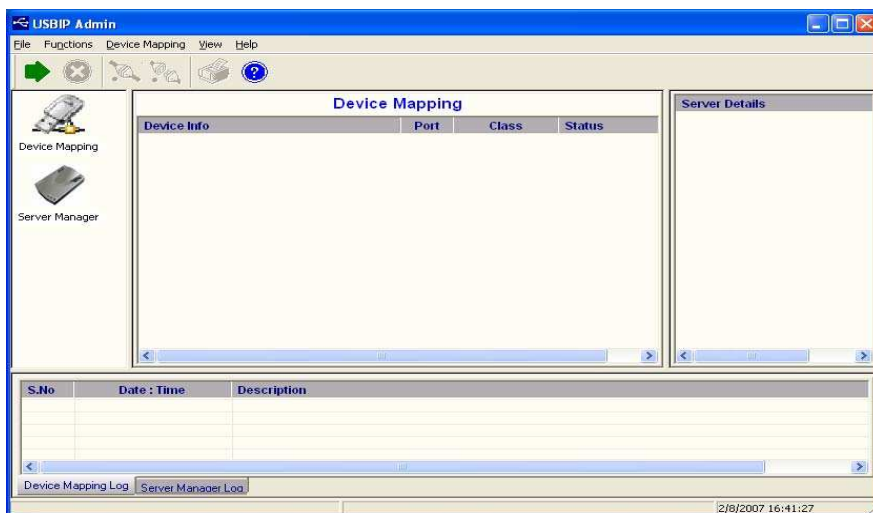 USBIP Admin
File Functions Device Mapping View Help
Device Mapping
Server Manager
Device Mapping
Device Info Port Class Status
Server Details
S.No Date : Time Description
Device Mapping Log Server Manager Log
2/8/2007 16:41:27